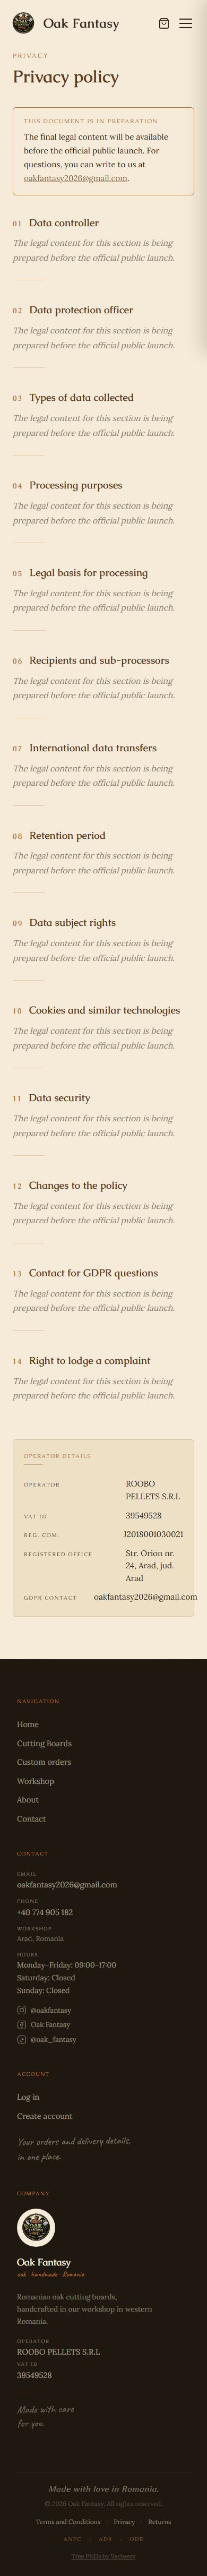 Oak Fantasy
PRIVACY
Privacy policy
THIS DOCUMENT IS IN PREPARATION
The final legal content will be available
before the official public launch. For
questions, you can write to us at
oakfantasy2026@gmail.com.
01 Data controller
The legal content for this section is being
prepared before the official public launch.
02 Data protection officer
The legal content for this section is being
prepared before the official public launch.
03 Types of data collected
The legal content for this section is being
prepared before the official public launch.
04 Processing purposes
The legal content for this section is being
prepared before the official public launch.
05 Legal basis for processing
The legal content for this section is being
prepared before the official public launch.
06 Recipients and sub-processors
The legal content for this section is being
prepared before the official public launch.
07 International data transfers
The legal content for this section is being
prepared before the official public launch.
08 Retention period
The legal content for this section is being
prepared before the official public launch.
09 Data subject rights
The legal content for this section is being
prepared before the official public launch.
10 Cookies and similar technologies
The legal content for this section is being
prepared before the official public launch.
11 Data security
The legal content for this section is being
prepared before the official public launch.
12 Changes to the policy
The legal content for this section is being
prepared before the official public launch.
13 Contact for GDPR questions
The legal content for this section is being
prepared before the official public launch.
14 Right to lodge a complaint
The legal content for this section is being
prepared before the official public launch.
OPERATOR DETAILS
OPERATOR ROOBO
PELLETS S.R.L
VAT ID 39549528
REG. COM. J2018001030021
REGISTERED OFFICE Str. Orion nr.
24, Arad, jud.
Arad
GDPR CONTACT oakfantasy2026@gmail.com
NAVIGATION
Home
Cutting Boards
Custom orders
Workshop
About
Contact
CONTACT
EMAIL
oakfantasy2026@gmail.com
PHONE
+40 774 905 182
WORKSHOP
Arad, Romania
HOURS
Monday–Friday: 09:00–17:00
Saturday: Closed
Sunday: Closed
@oakfantasy
Oak Fantasy
@oak_fantasy
ACCOUNT
Log in
Create account
Your orders and delivery details,
in one place.
COMPANY
Oak Fantasy
oak · handmade · Romania
Romanian oak cutting boards,
handcrafted in our workshop in western
Romania.
OPERATOR
ROOBO PELLETS S.R.L
VAT ID
39549528
Made with care
for you.
Made with love in Romania.
© 2026 Oak Fantasy. All rights reserved.
Terms and Conditions · Privacy · Returns
ANPC · ADR · ODR
Tree PNGs by Vecteezy